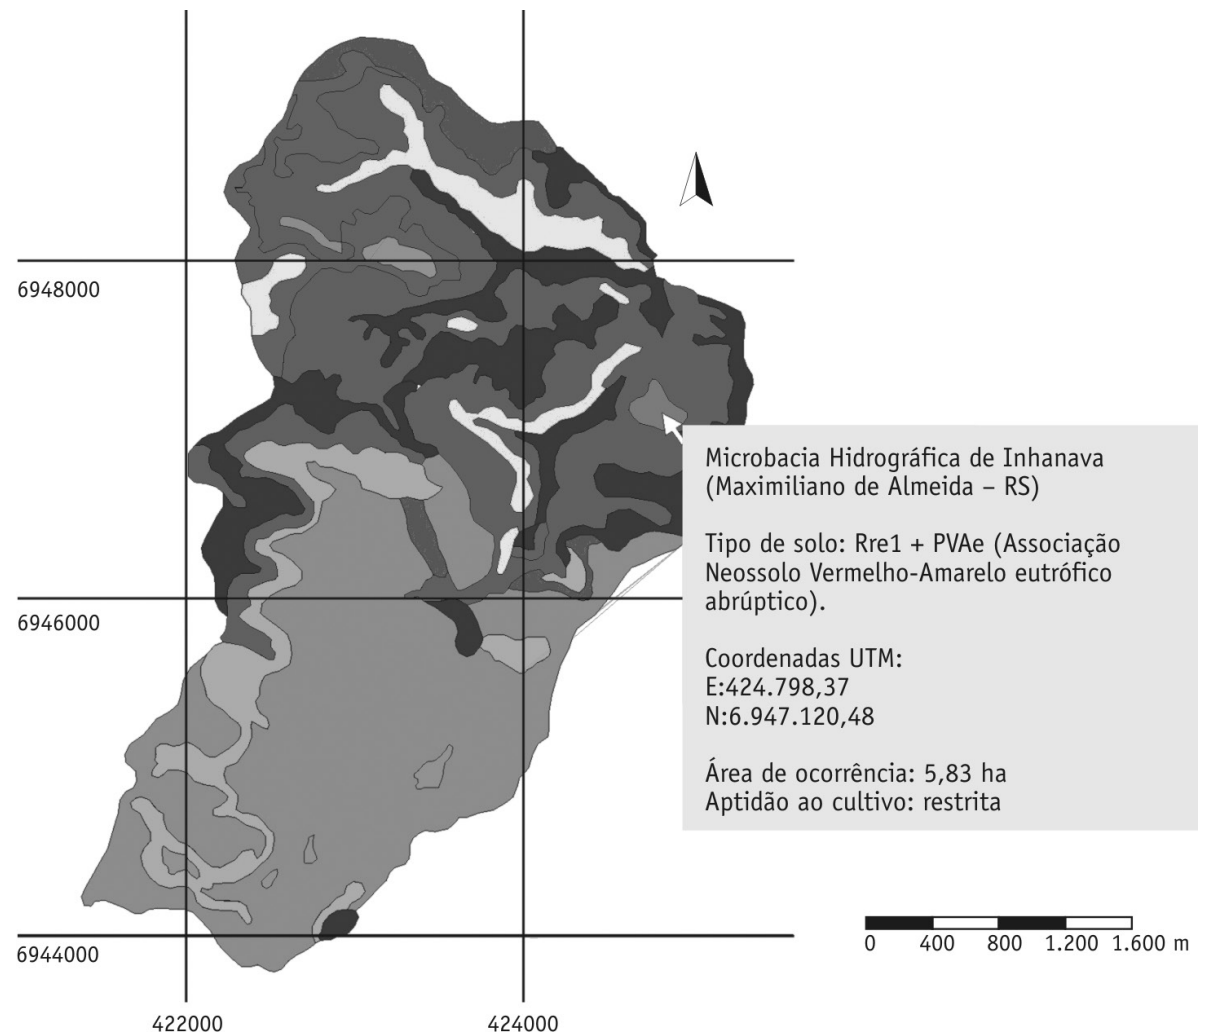 6948000
Microbacia Hidrográfica de Inhanava
(Maximiliano de Almeida – RS)
Tipo de solo: Rre1 + PVAe (Associação
Neossolo Vermelho-Amarelo eutrófico
abrúptico).
6946000
Coordenadas UTM:
E:424.798,37
N:6.947.120,48
Área de ocorrência: 5,83 ha
Aptidão ao cultivo: restrita
6944000
0 400 800 1.200 1.600 m
422000 424000